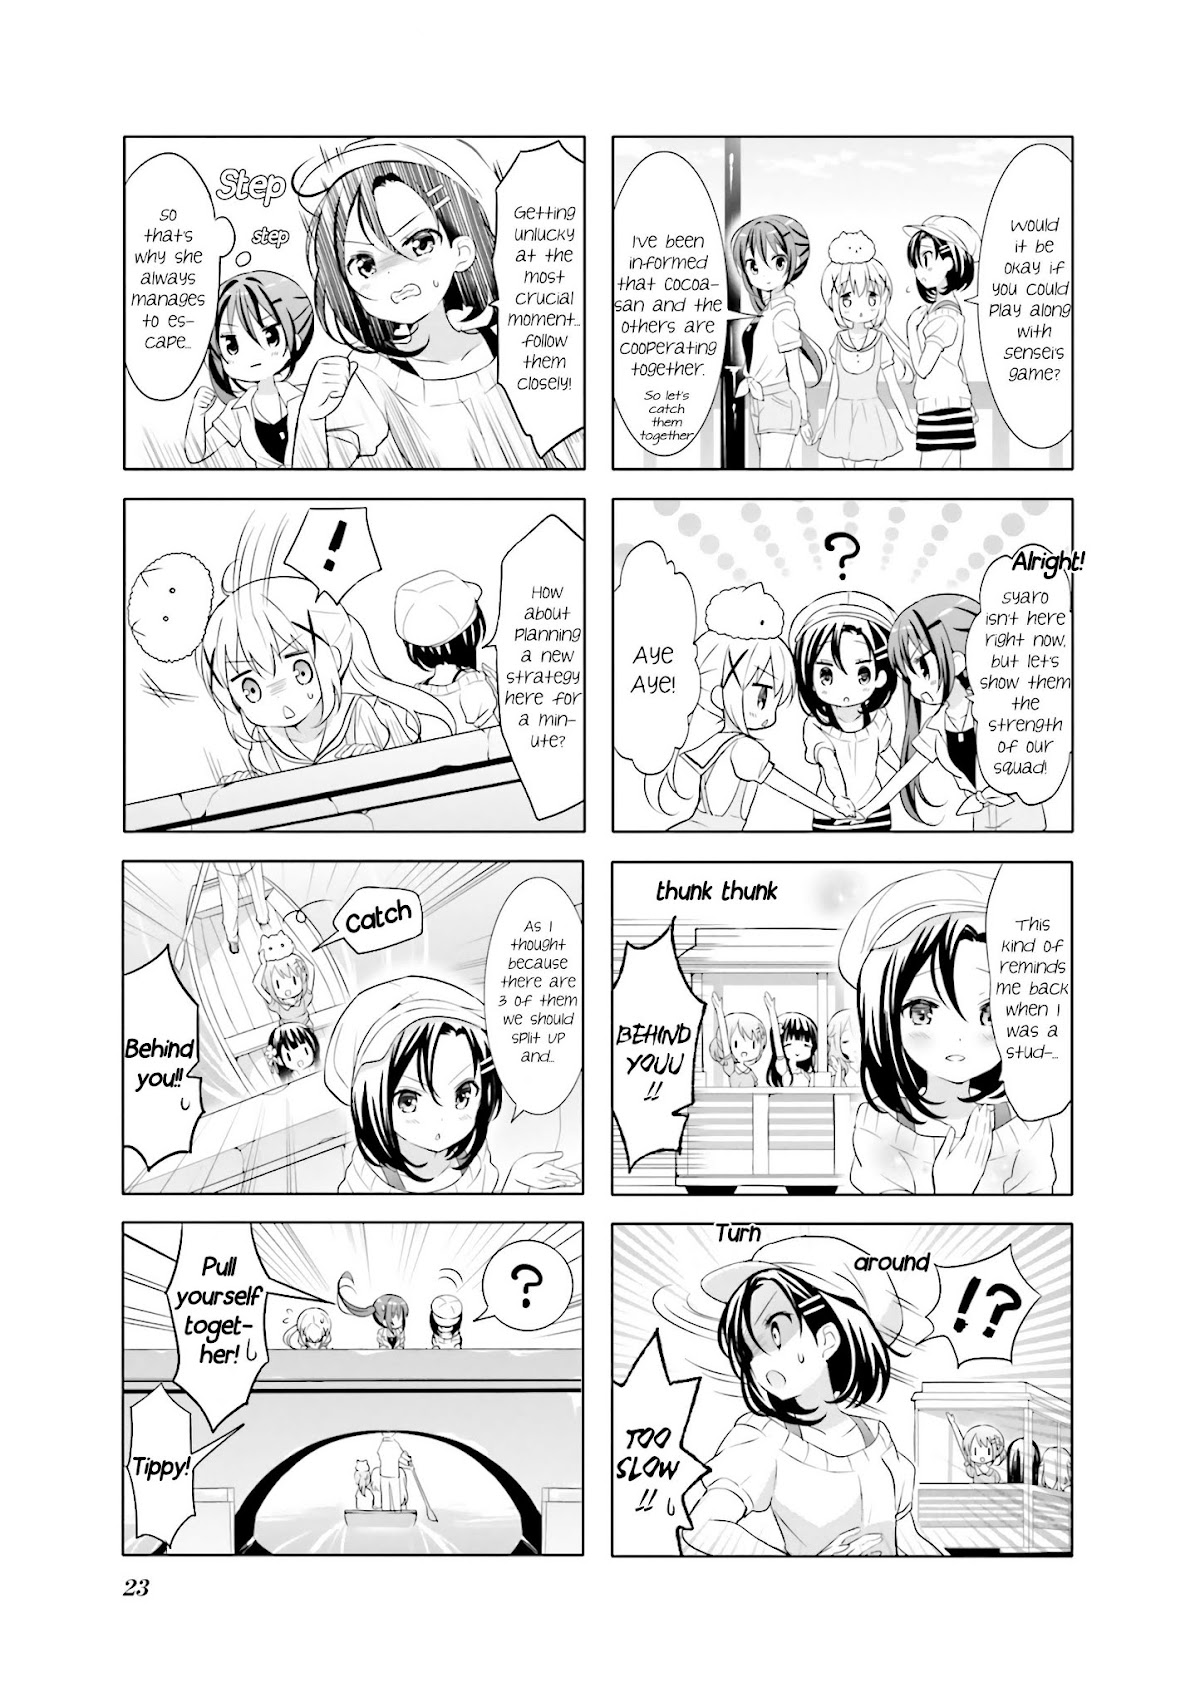 Would
it be
okay if
you could
play along
with
sensei's
game?
I've been
informed
that Cocoa-
san and the
others are
cooperating
together.
So let's
catch
them
together
Alright!
Syaro
isn't here
right now,
but let's
show them
the
strength
of our
squad!
?
Aye
Aye!
This
kind of
reminds
me back
when I
was a
stud-...
thunk thunk
BEHIND
YOUU
!!
Turn
around
!?
TOO
SLOW
!!
Getting
unlucky
at the
most
crucial
moment...
follow
them
closely!
Step
step
So
that's
why she
always
manages
to es-
cape...
How
about
planning
a new
strategy
here for
a min-
ute?
!
As I
thought
because
there are
3 of them
we should
split up
and...
Catch
Behind
you!!
?
Pull
yourself
toget-
her!
Tippy!
23